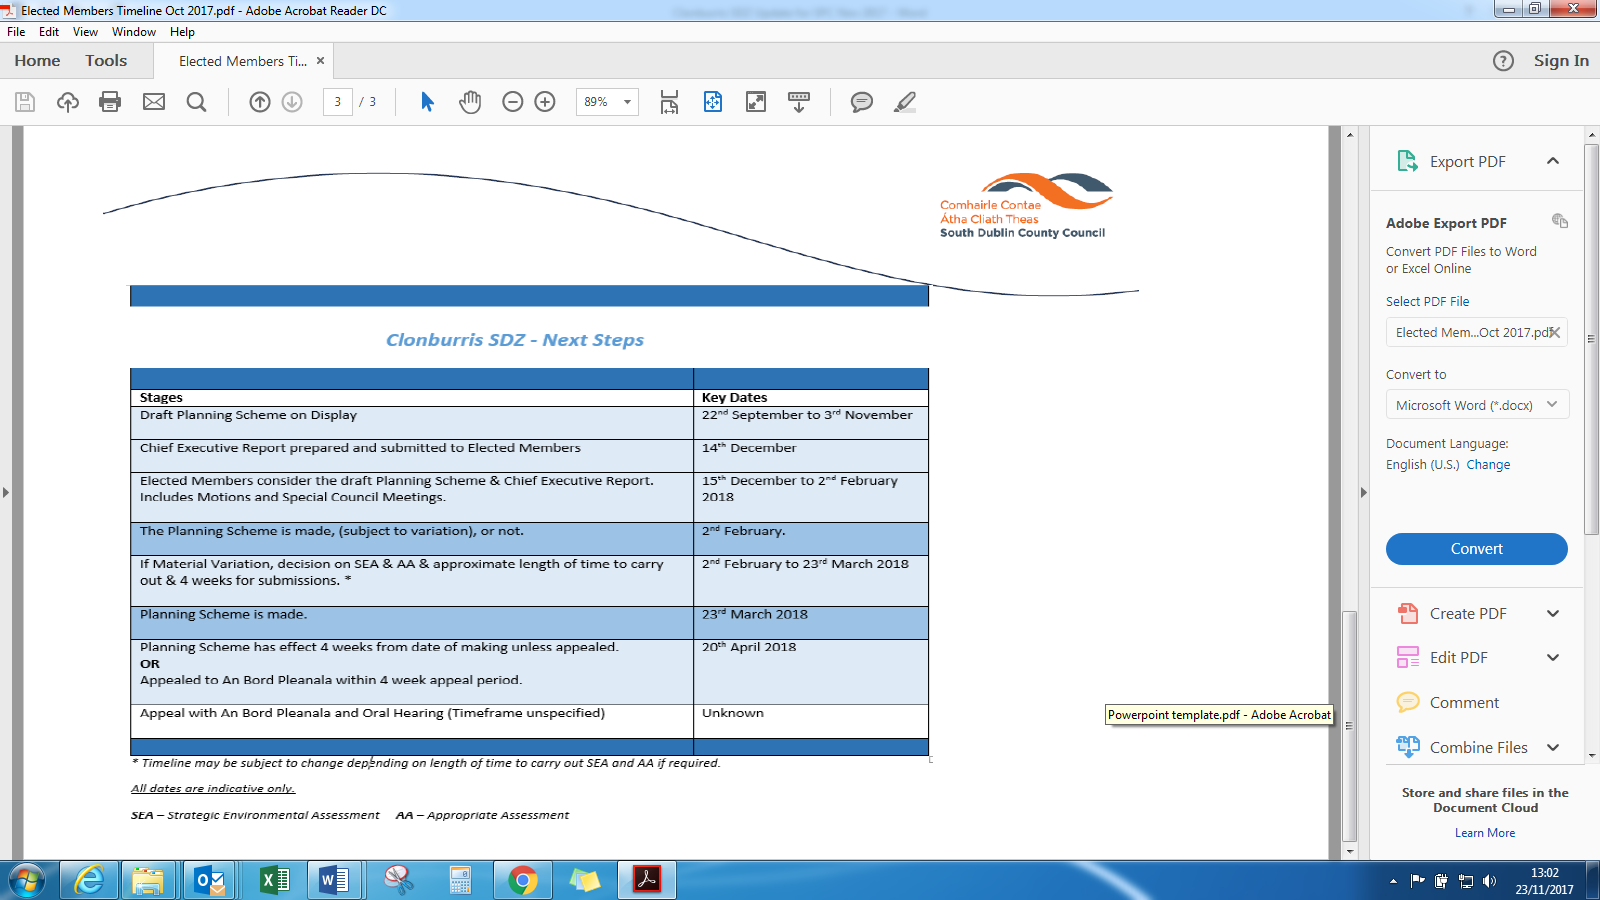 Elected Members Timeline Oct 2017.pdf - Adobe Acrobat Reader DC
File Edit View Window Help
Home Tools Elected Members Ti... × Sign In
3 / 3 89%
Comhairle Contae
Átha Cliath Theas
South Dublin County Council
Clonburris SDZ - Next Steps
Stages Key Dates
Draft Planning Scheme on Display 22nd September to 3rd November
Chief Executive Report prepared and submitted to Elected Members 14th December
Elected Members consider the draft Planning Scheme & Chief Executive Report. 15th December to 2nd February
Includes Motions and Special Council Meetings. 2018
The Planning Scheme is made, (subject to variation), or not. 2nd February.
If Material Variation, decision on SEA & AA & approximate length of time to carry 2nd February to 23rd March 2018
out & 4 weeks for submissions. *
Planning Scheme is made. 23rd March 2018
Planning Scheme has effect 4 weeks from date of making unless appealed. 20th April 2018
OR
Appealed to An Bord Pleanala within 4 week appeal period.
Appeal with An Bord Pleanala and Oral Hearing (Timeframe unspecified) Unknown
* Timeline may be subject to change depending on length of time to carry out SEA and AA if required.
All dates are indicative only.
SEA – Strategic Environmental Assessment AA – Appropriate Assessment
Powerpoint template.pdf - Adobe Acrobat
Export PDF
Adobe Export PDF
Convert PDF Files to Word
or Excel Online
Select PDF File
Elected Mem...Oct 2017.pdf
Convert to
Microsoft Word (*.docx)
Document Language:
English (U.S.) Change
Convert
Create PDF
Edit PDF
Comment
Combine Files
Store and share files in the
Document Cloud
Learn More
13:02
23/11/2017